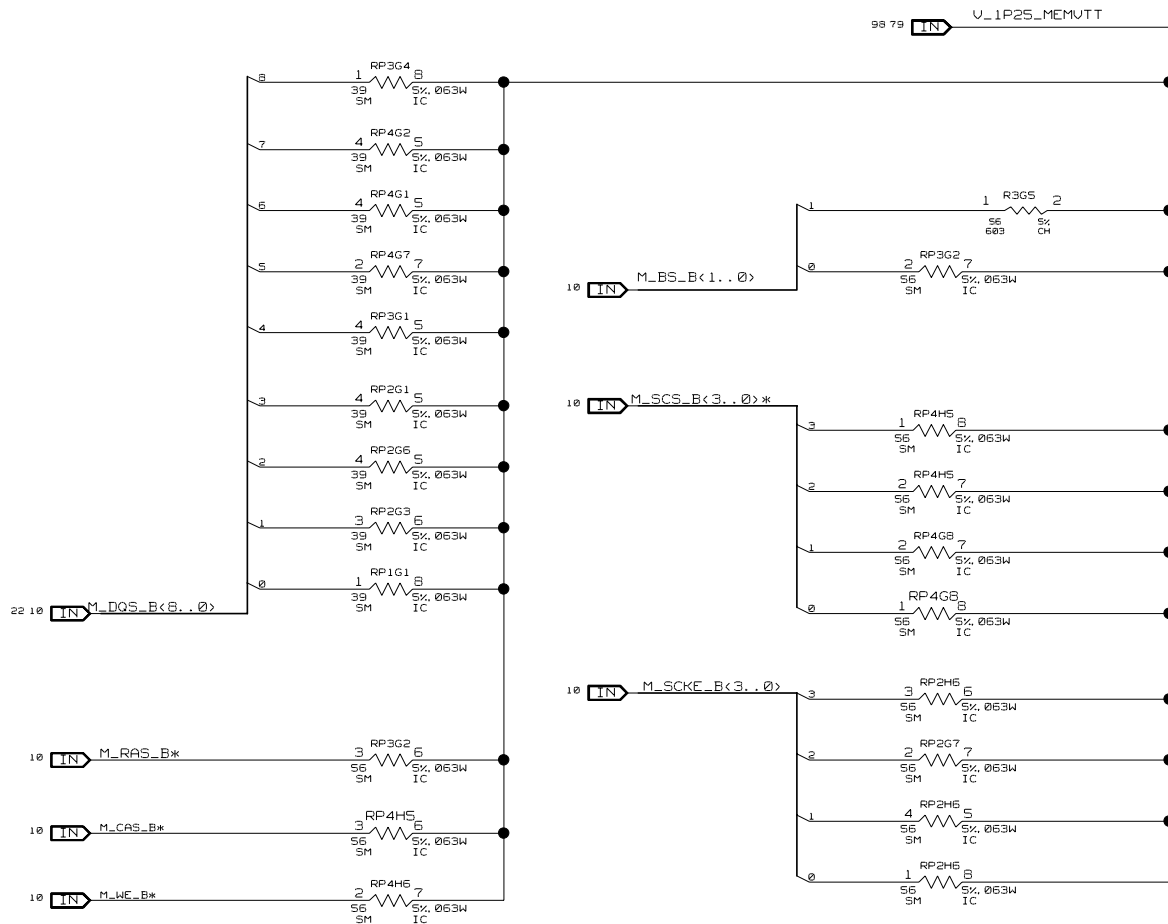 98 79 IN V_1P25_MEMVTT
8 1 RP3G4 8
39 5%,.063W
SM IC
7 4 RP4G2 5
39 5%,.063W
SM IC
6 4 RP4G1 5
39 5%,.063W
SM IC
5 2 RP4G7 7
39 5%,.063W
SM IC
4 4 RP3G1 5
39 5%,.063W
SM IC
3 4 RP2G1 5
39 5%,.063W
SM IC
2 4 RP2G6 5
39 5%,.063W
SM IC
1 3 RP2G3 6
39 5%,.063W
SM IC
0 1 RP1G1 8
39 5%,.063W
SM IC
22 10 IN M_DQS_B<8..0>
10 IN M_RAS_B*
3 RP3G2 6
56 5%,.063W
SM IC
10 IN M_CAS_B*
3 RP4H5 6
56 5%,.063W
SM IC
10 IN M_WE_B*
2 RP4H6 7
56 5%,.063W
SM IC
1 1 R3G5 2
56 5%
603 CH
0 2 RP3G2 7
56 5%,.063W
SM IC
10 IN M_BS_B<1..0>
10 IN M_SCS_B<3..0>*
3 1 RP4H5 8
56 5%,.063W
SM IC
2 2 RP4H5 7
56 5%,.063W
SM IC
1 2 RP4G8 7
56 5%,.063W
SM IC
0 1 RP4G8 8
56 5%,.063W
SM IC
10 IN M_SCKE_B<3..0>
3 3 RP2H6 6
56 5%,.063W
SM IC
2 2 RP2G7 7
56 5%,.063W
SM IC
1 4 RP2H6 5
56 5%,.063W
SM IC
0 1 RP2H6 8
56 5%,.063W
SM IC